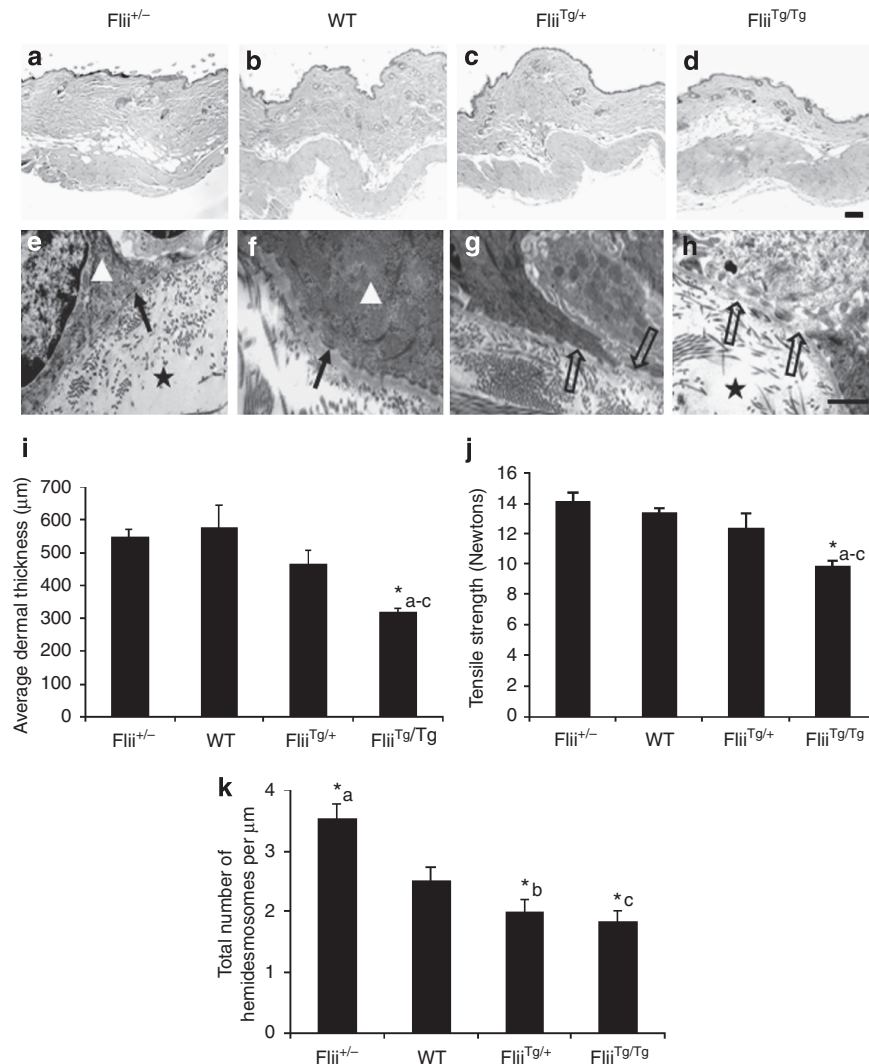 Flii+/– WT FliiTg/+ FliiTg/Tg
a b c d
e f g h
i
Average dermal thickness (μm)
700
600
500
400
300
200
100
0
*
a-c
Flii+/– WT FliiTg/+ FliiTg/Tg
j
Tensile strength (Newtons)
16
14
12
10
8
6
4
2
0
*
a-c
Flii+/– WT FliiTg/+ FliiTg/Tg
k
Total number of
hemidesmosomes per μm
4
3
2
1
0
*a
*b
*c
Flii+/– WT FliiTg/+ FliiTg/Tg